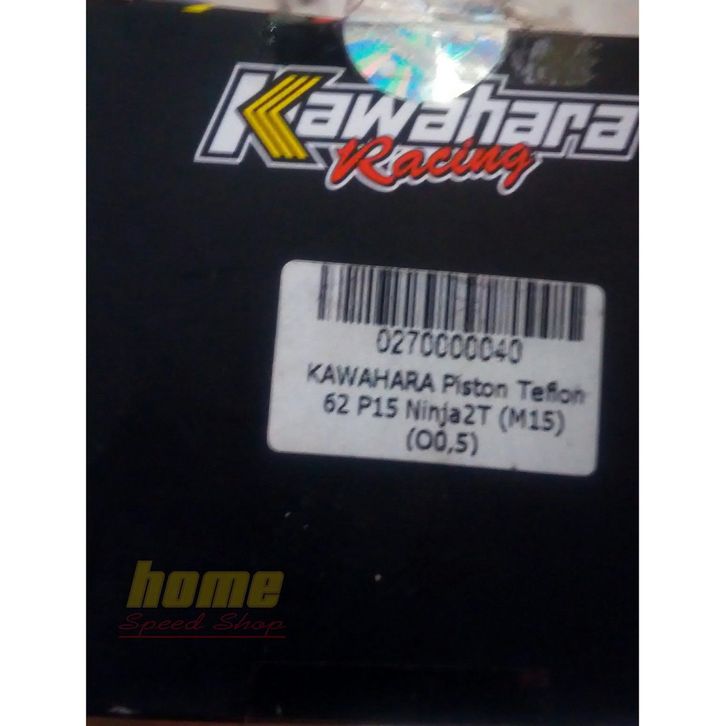 Kawahara
Racing
0270000040
KAWAHARA Piston Teflon
62 P15 Ninja2T (M15)
(O0,5)
home
Speed Shop